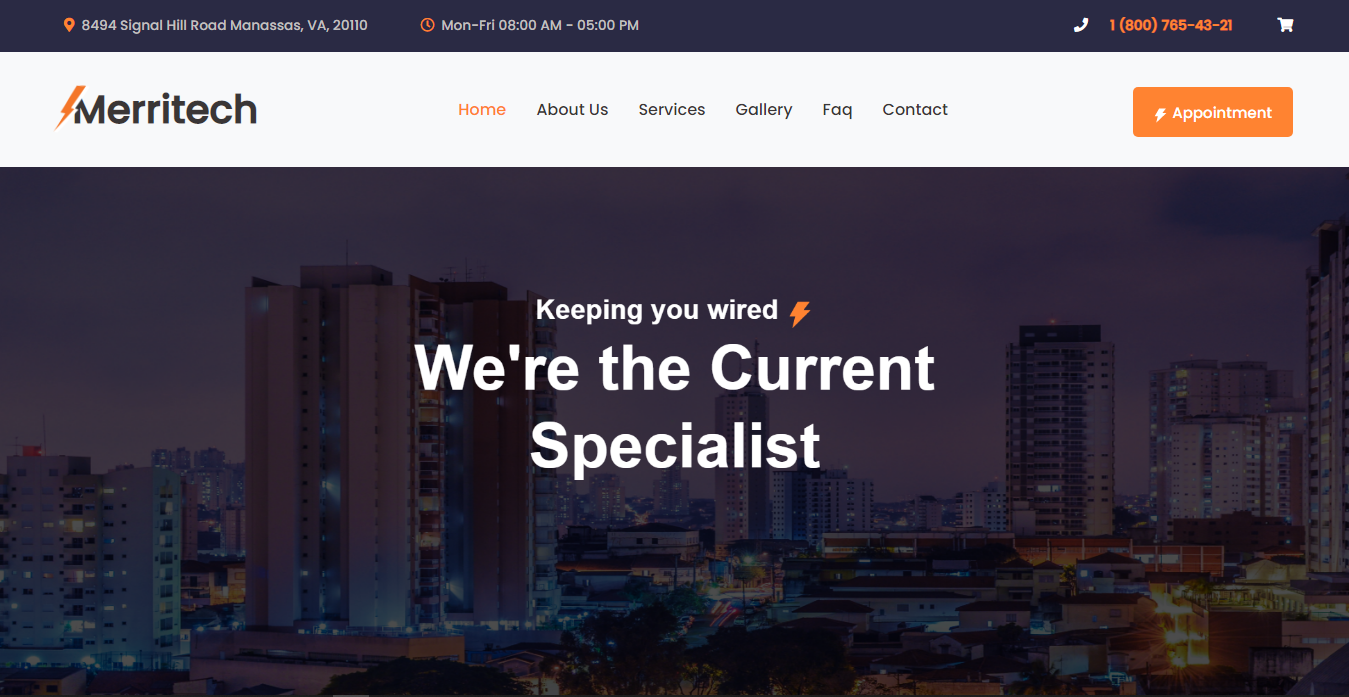 8494 Signal Hill Road Manassas, VA, 20110
Mon-Fri 08:00 AM - 05:00 PM
1 (800) 765-43-21
Merritech
Home
About Us
Services
Gallery
Faq
Contact
Appointment
Keeping you wired
We're the Current
Specialist